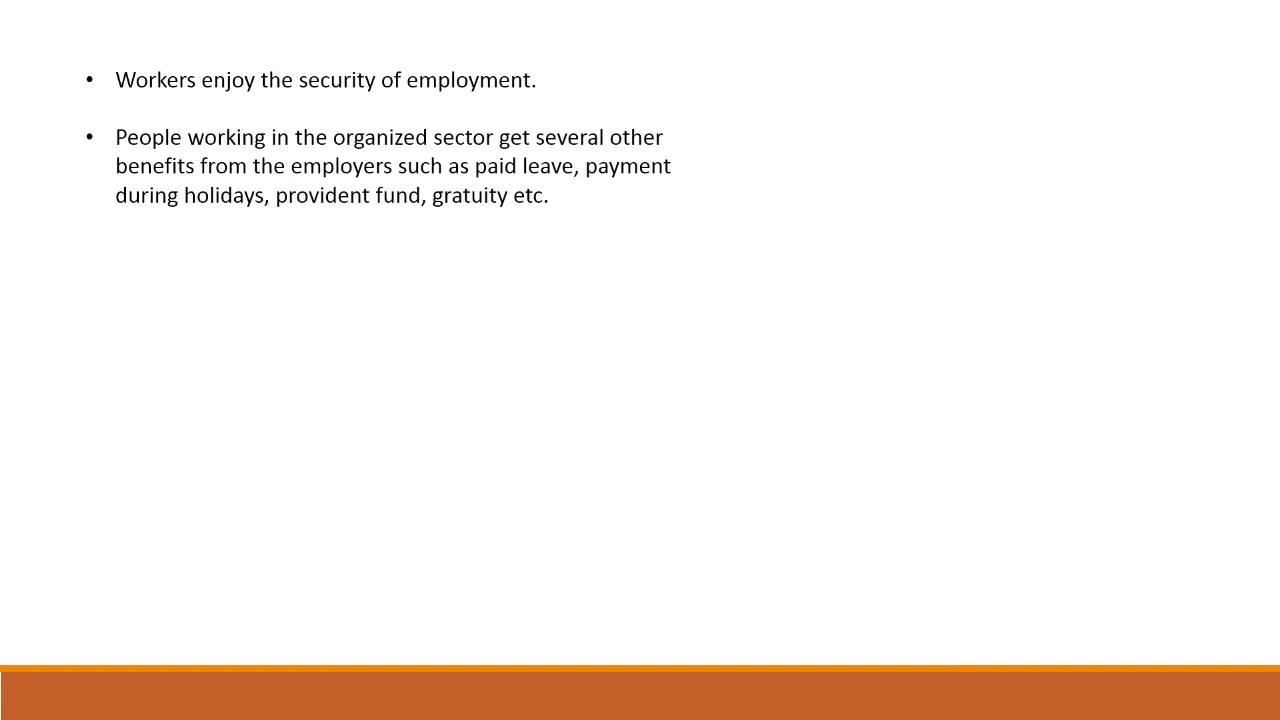 • Workers enjoy the security of employment.
• People working in the organized sector get several other
benefits from the employers such as paid leave, payment
during holidays, provident fund, gratuity etc.